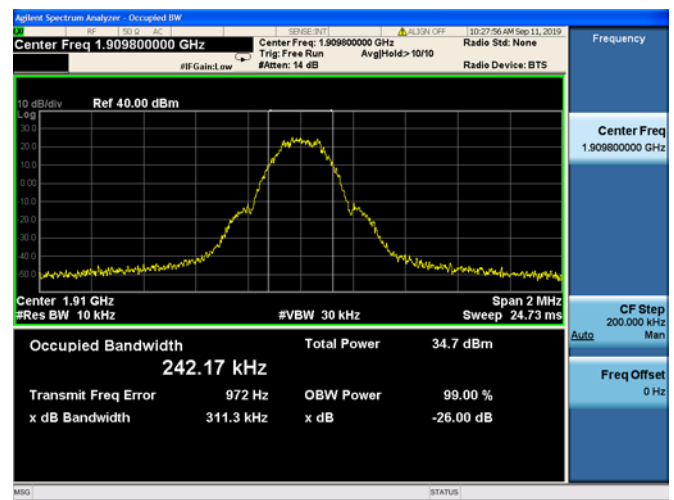 Agilent Spectrum Analyzer - Occupied BW
RF 50 Ω AC SENSE:INT ALIGN OFF 10:27:56 AM Sep 11, 2019
Center Freq 1.909800000 GHz
Center Freq: 1.909800000 GHz Radio Std: None
Trig: Free Run Avg|Hold:>10/10
#IFGain:Low #Atten: 14 dB Radio Device: BTS
Frequency
10 dB/div Ref 40.00 dBm
Log
30.0
20.0
10.0
0.00
-10.0
-20.0
-30.0
-40.0
-50.0
Center 1.91 GHz Span 2 MHz
#Res BW 10 kHz #VBW 30 kHz Sweep 24.73 ms
Center Freq
1.909800000 GHz
CF Step
200.000 kHz
Auto Man
Freq Offset
0 Hz
Occupied Bandwidth Total Power 34.7 dBm
242.17 kHz
Transmit Freq Error 972 Hz OBW Power 99.00 %
x dB Bandwidth 311.3 kHz x dB -26.00 dB
MSG STATUS